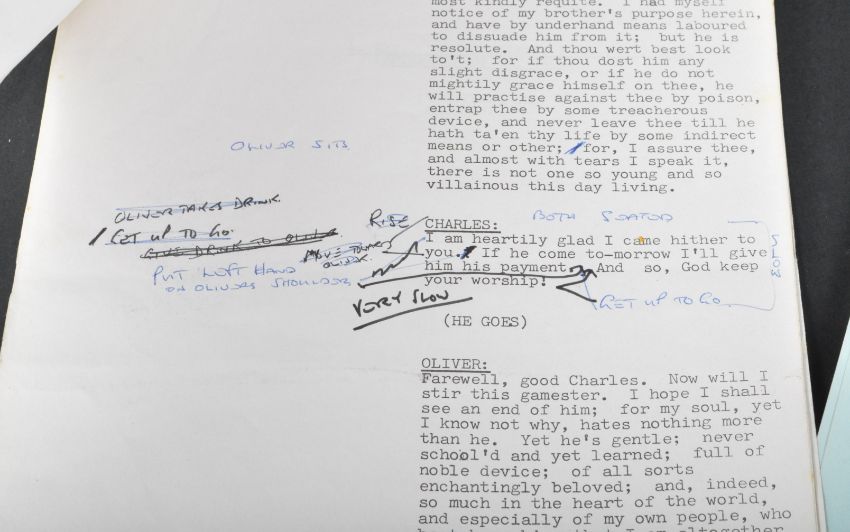 most kindly requite. I had myself
notice of my brother's purpose herein,
and have by underhand means laboured
to dissuade him from it; but he is
resolute. And thou wert best look
to't; for if thou dost him any
slight disgrace, or if he do not
mightily grace himself on thee, he
will practise against thee by poison,
entrap thee by some treacherous
device, and never leave thee till he
hath ta'en thy life by some indirect
means or other; for, I assure thee,
and almost with tears I speak it,
there is not one so young and so
villainous this day living.
OLIVER SITS
OLIVER TAKES DRINK.
GET UP TO GO.
GIVE DRINK TO OLIVER
RISE
MOVE TOWARDS
OLIVER.
PUT LEFT HAND
ON OLIVERS SHOULDER
VERY SLOW
CHARLES:
BOTH SEATED
I am heartily glad I came hither to
you. If he come to-morrow I'll give
him his payment. And so, God keep
your worship!
SLOW
GET UP TO GO.
(HE GOES)
OLIVER:
Farewell, good Charles. Now will I
stir this gamester. I hope I shall
see an end of him; for my soul, yet
I know not why, hates nothing more
than he. Yet he's gentle; never
school'd and yet learned; full of
noble device; of all sorts
enchantingly beloved; and, indeed,
so much in the heart of the world,
and especially of my own people, who